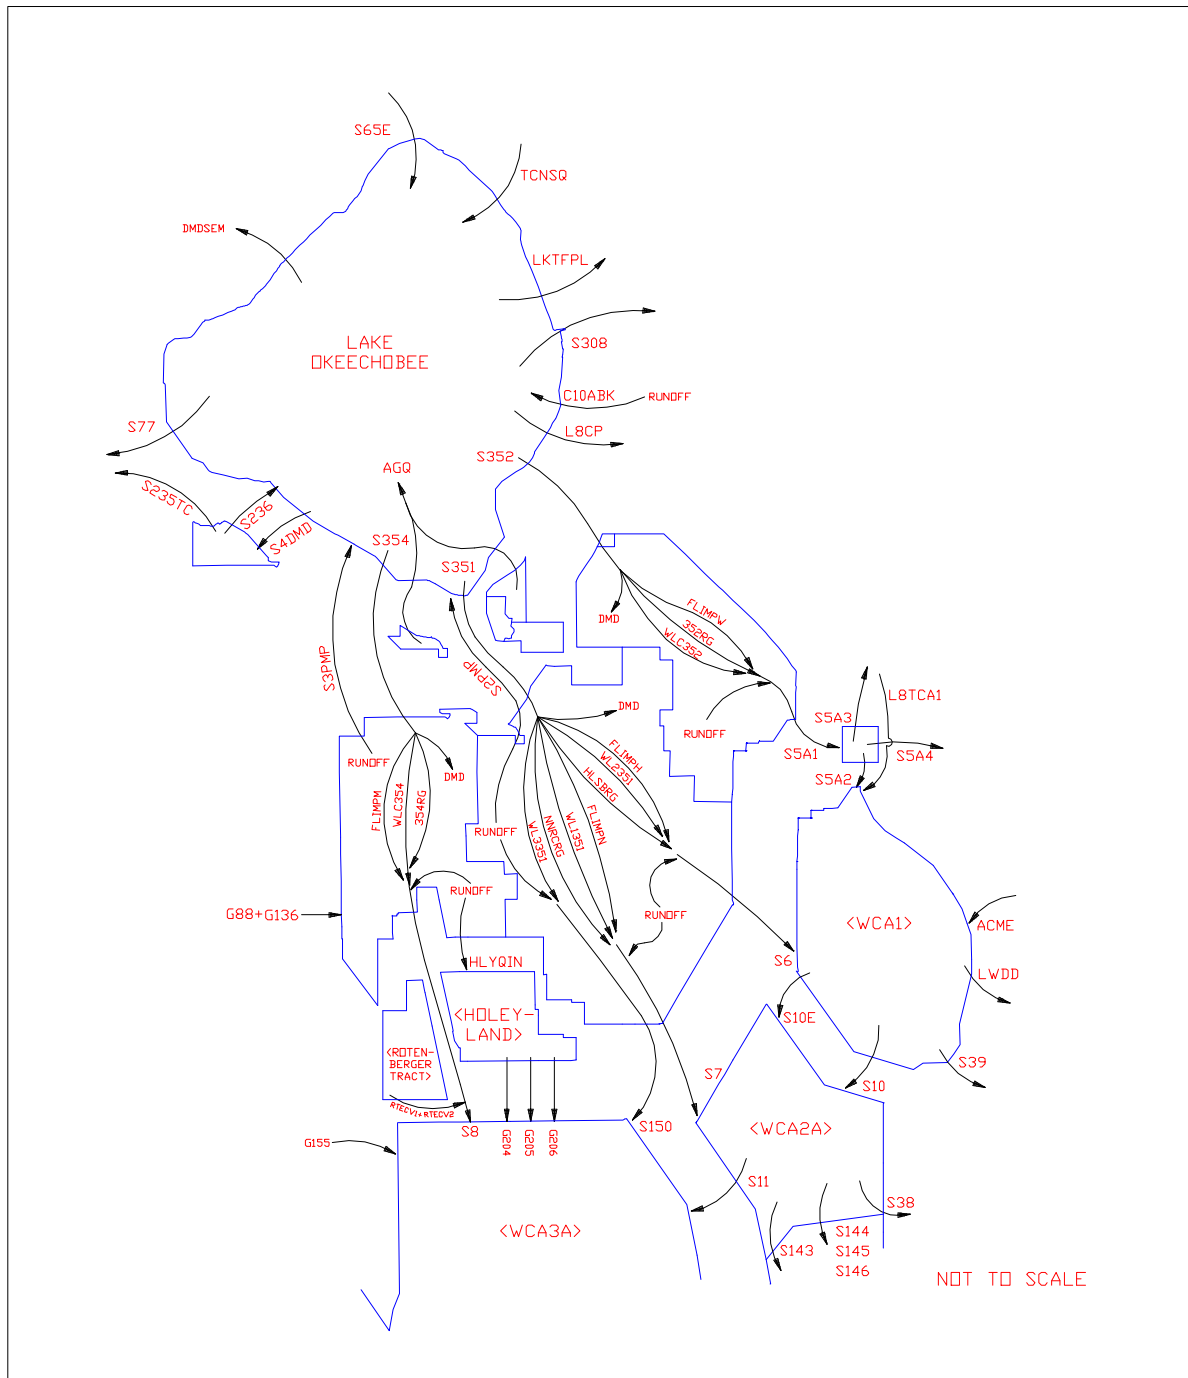 S65E
TCNSQ
DMDSEM
LKTFPL
LAKE
OKEECHOBEE
S308
C10ABK
RUNOFF
S77
L8CP
S352
AGQ
S235TC
S236
S4DMD
S354
S351
FLIMPW
352RG
WLC352
DMD
S3PMP
S2PMP
L8TCA1
DMD
S5A3
S5A1
S5A4
S5A2
RUNOFF
RUNOFF
DMD
FLIMPH
WL2351
HLSBRG
FLIMPM
WLC354
354RG
RUNOFF
WL3351
NNRCRG
WL1351
FLIMPN
RUNOFF
RUNOFF
G88+G136
<WCA1>
ACME
S6
HLYQIN
LWDD
<HOLEY-
LAND>
S10E
<ROTEN-
BERGER
TRACT>
S7
S39
S10
RTECV1+RTECV2
S8
G204
G205
G206
S150
<WCA2A>
G155
S11
S38
<WCA3A>
S143
S144
S145
S146
NOT TO SCALE